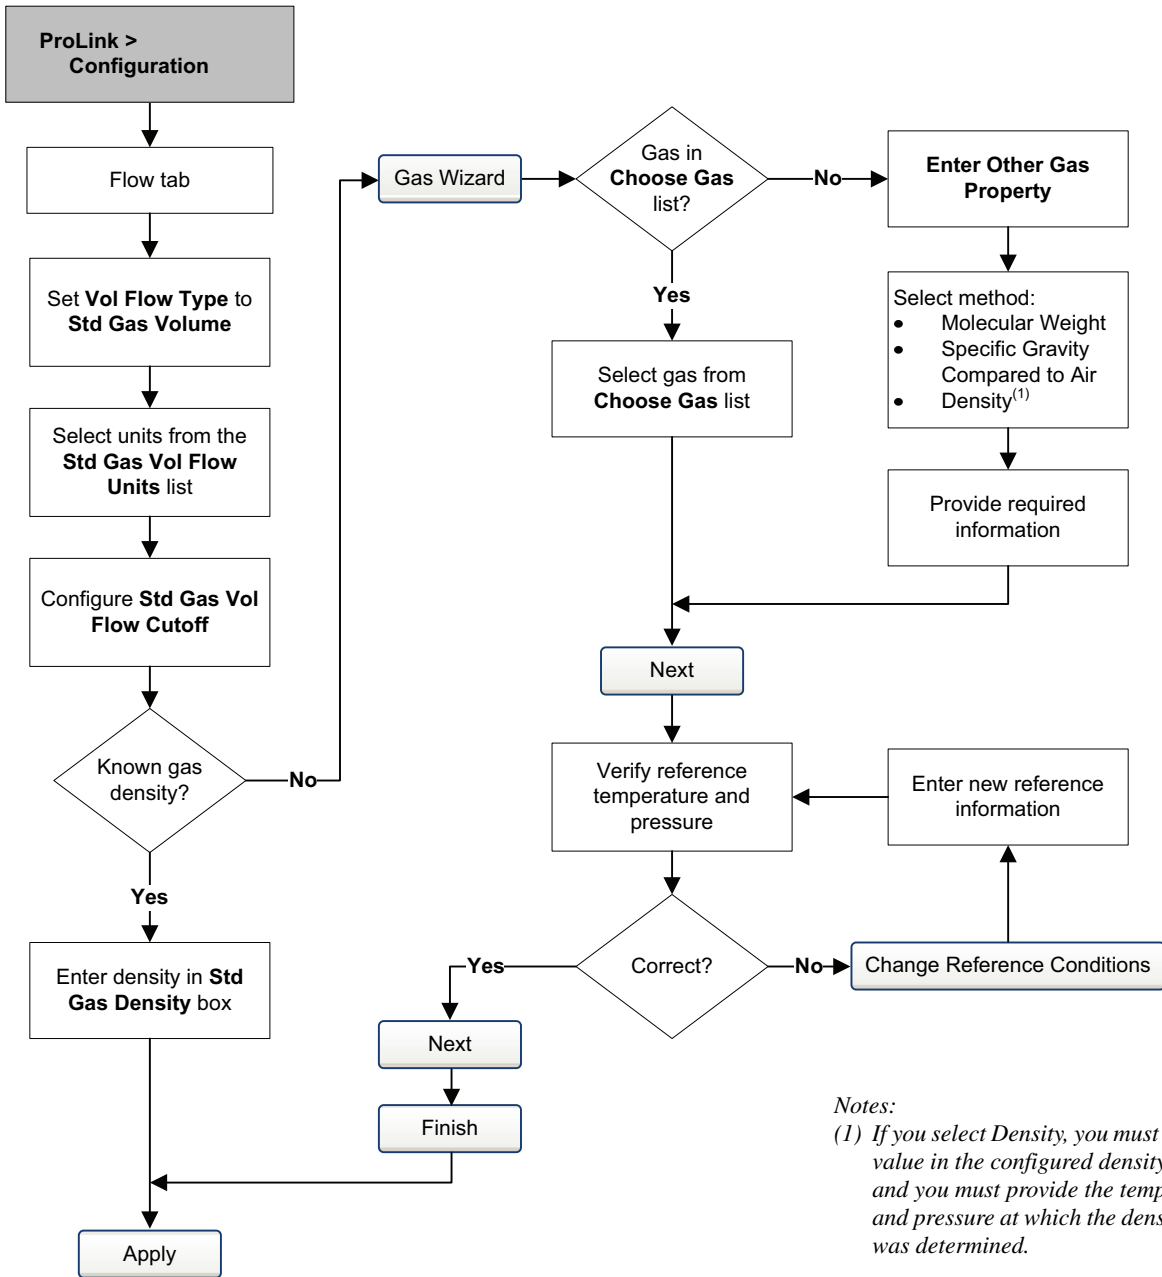 ProLink >
Configuration
Flow tab
Set Vol Flow Type to
Std Gas Volume
Select units from the
Std Gas Vol Flow
Units list
Configure Std Gas Vol
Flow Cutoff
Known gas
density?
No
Yes
Enter density in Std
Gas Density box
Apply
Gas Wizard
Gas in
Choose Gas
list?
No
Yes
Enter Other Gas
Property
Select method:
• Molecular Weight
• Specific Gravity
Compared to Air
• Density(1)
Provide required
information
Select gas from
Choose Gas list
Next
Verify reference
temperature and
pressure
Enter new reference
information
Correct?
No
Change Reference Conditions
Yes
Next
Finish
Notes:
(1) If you select Density, you must
value in the configured density
and you must provide the temp
and pressure at which the dens
was determined.